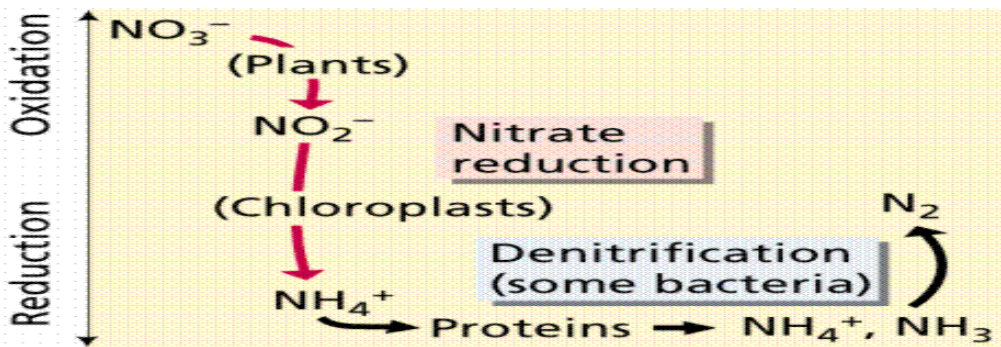 Oxidation
Reduction
NO₃⁻
(Plants)
NO₂⁻
Nitrate
reduction
(Chloroplasts)
N₂
Denitrification
(some bacteria)
NH₄⁺
Proteins
NH₄⁺, NH₃